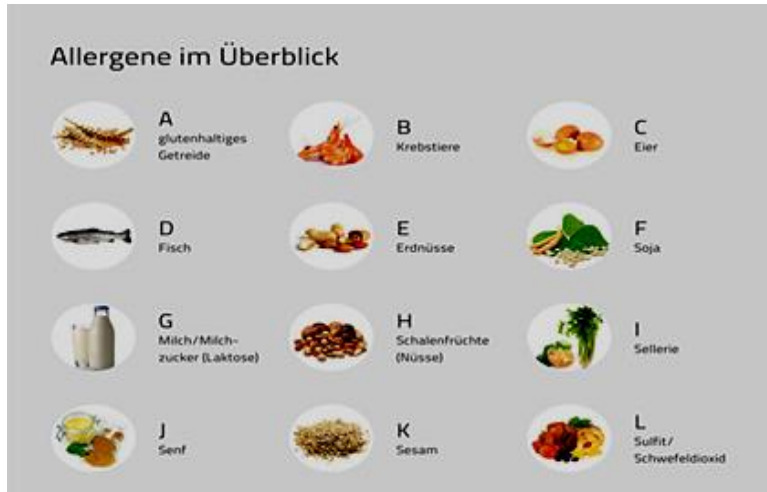 Allergene im Überblick
A
glutenhaltiges
Getreide
B
Krebstiere
C
Eier
D
Fisch
E
Erdnüsse
F
Soja
G
Milch/Milch-
zucker (Laktose)
H
Schalenfrüchte
(Nüsse)
I
Sellerie
J
Senf
K
Sesam
L
Sulfit/
Schwefeldioxid